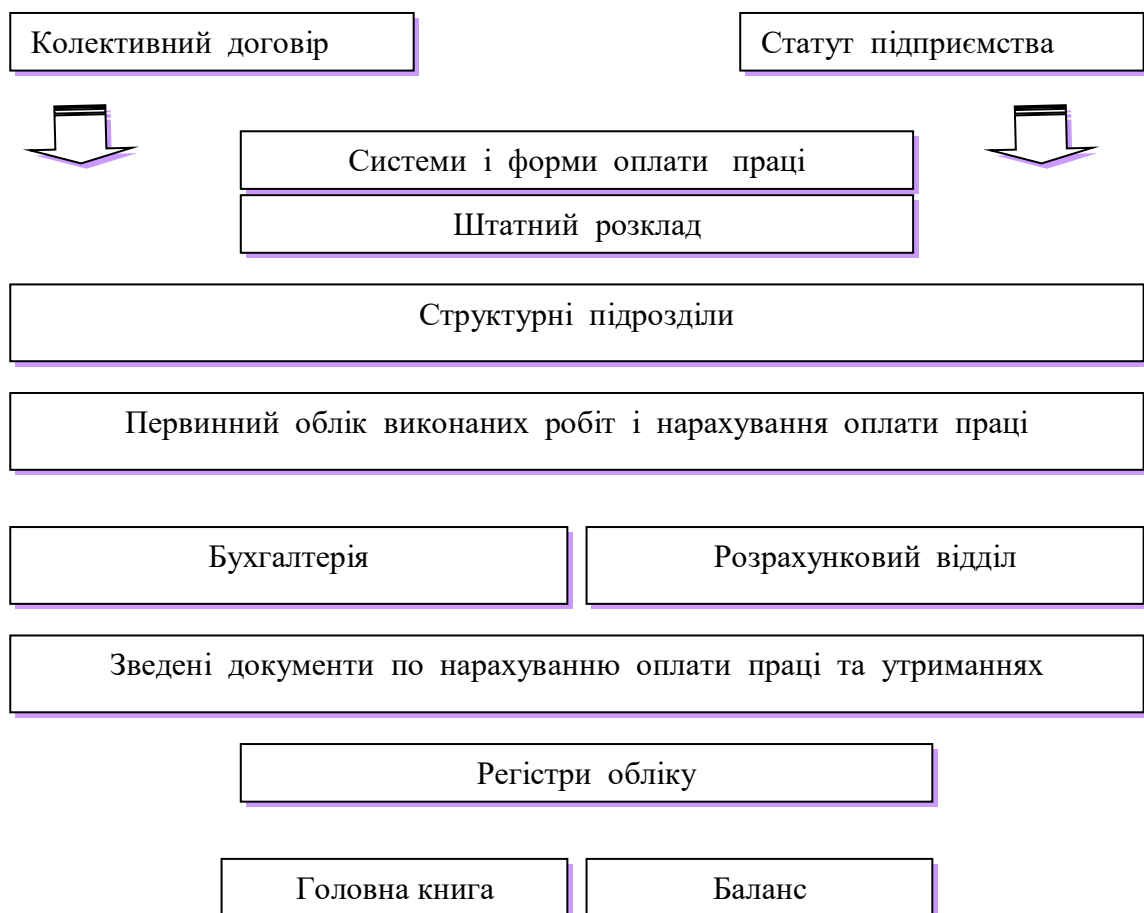 Колективний договір
Статут підприємства
Системи і форми оплати праці
Штатний розклад
Структурні підрозділи
Первинний облік виконаних робіт і нарахування оплати праці
Бухгалтерія
Розрахунковий відділ
Зведені документи по нарахуванню оплати праці та утриманнях
Регістри обліку
Головна книга
Баланс